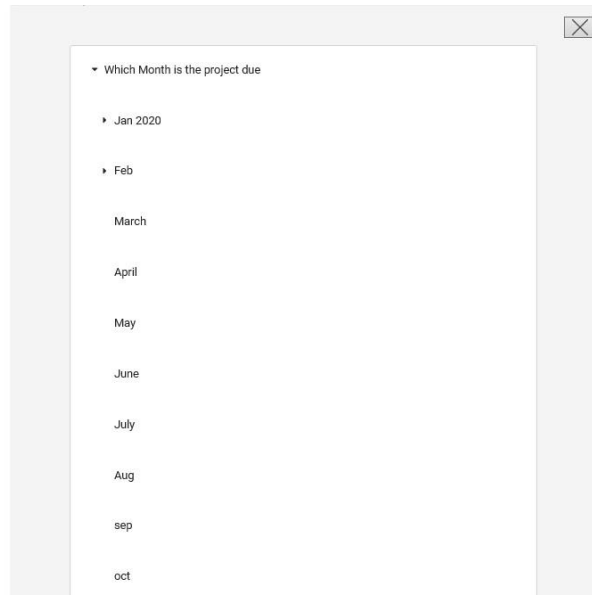 Which Month is the project due
Jan 2020
Feb
March
April
May
June
July
Aug
sep
oct